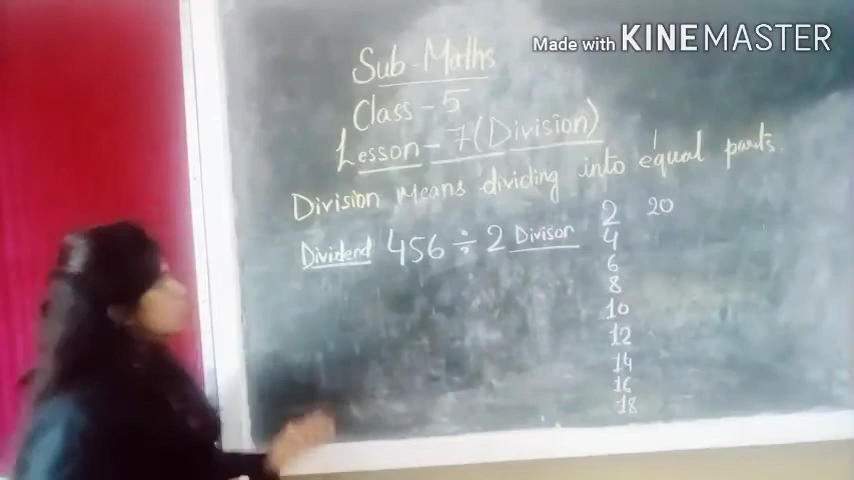 Made with KINEMASTER
Sub-Maths
Class-5
Lesson-7(Division)
Division Means dividing into equal parts.
Dividend 456 ÷ 2 Divisor
2 20
4
6
8
10
12
14
16
18